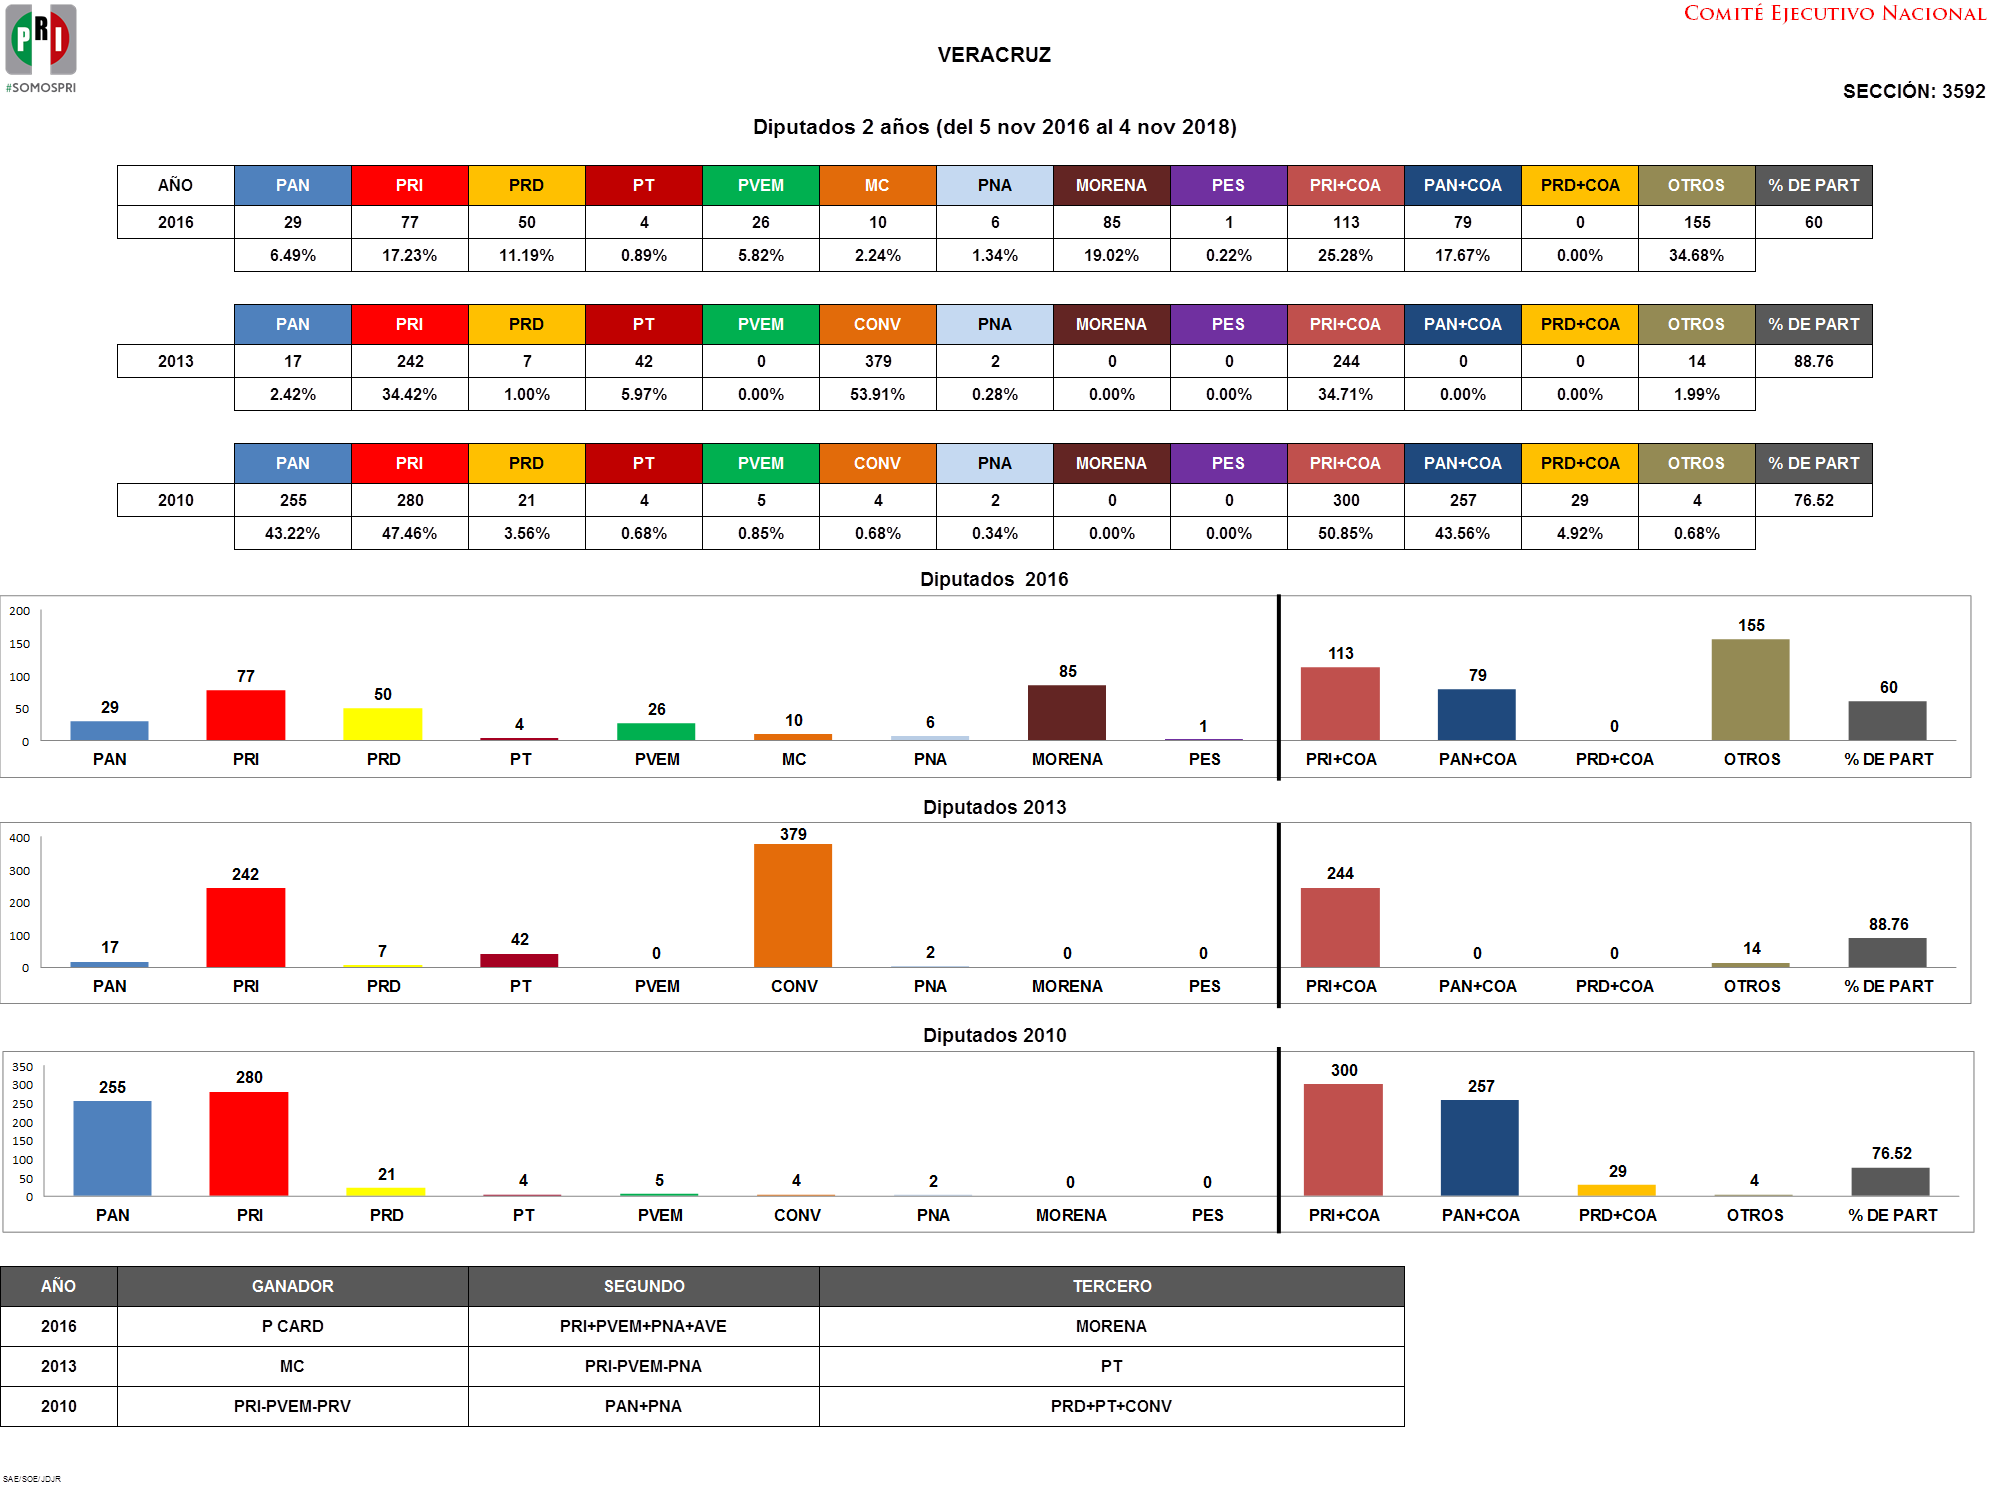 PRI
#SOMOSPRI
COMITÉ EJECUTIVO NACIONAL
VERACRUZ
SECCIÓN: 3592
Diputados 2 años (del 5 nov 2016 al 4 nov 2018)
AÑO PAN PRI PRD PT PVEM MC PNA MORENA PES PRI+COA PAN+COA PRD+COA OTROS % DE PART
2016 29 77 50 4 26 10 6 85 1 113 79 0 155 60
6.49% 17.23% 11.19% 0.89% 5.82% 2.24% 1.34% 19.02% 0.22% 25.28% 17.67% 0.00% 34.68%
PAN PRI PRD PT PVEM CONV PNA MORENA PES PRI+COA PAN+COA PRD+COA OTROS % DE PART
2013 17 242 7 42 0 379 2 0 0 244 0 0 14 88.76
2.42% 34.42% 1.00% 5.97% 0.00% 53.91% 0.28% 0.00% 0.00% 34.71% 0.00% 0.00% 1.99%
PAN PRI PRD PT PVEM CONV PNA MORENA PES PRI+COA PAN+COA PRD+COA OTROS % DE PART
2010 255 280 21 4 5 4 2 0 0 300 257 29 4 76.52
43.22% 47.46% 3.56% 0.68% 0.85% 0.68% 0.34% 0.00% 0.00% 50.85% 43.56% 4.92% 0.68%
Diputados 2016
200
150
100
50
0
29 77 50 4 26 10 6 85 1 113 79 0 155 60
PAN PRI PRD PT PVEM MC PNA MORENA PES PRI+COA PAN+COA PRD+COA OTROS % DE PART
Diputados 2013
400
300
200
100
0
17 242 7 42 0 379 2 0 0 244 0 0 14 88.76
PAN PRI PRD PT PVEM CONV PNA MORENA PES PRI+COA PAN+COA PRD+COA OTROS % DE PART
Diputados 2010
350
300
250
200
150
100
50
0
255 280 21 4 5 4 2 0 0 300 257 29 4 76.52
PAN PRI PRD PT PVEM CONV PNA MORENA PES PRI+COA PAN+COA PRD+COA OTROS % DE PART
AÑO GANADOR SEGUNDO TERCERO
2016 P CARD PRI+PVEM+PNA+AVE MORENA
2013 MC PRI-PVEM-PNA PT
2010 PRI-PVEM-PRV PAN+PNA PRD+PT+CONV
SAE/SOE/JDJR